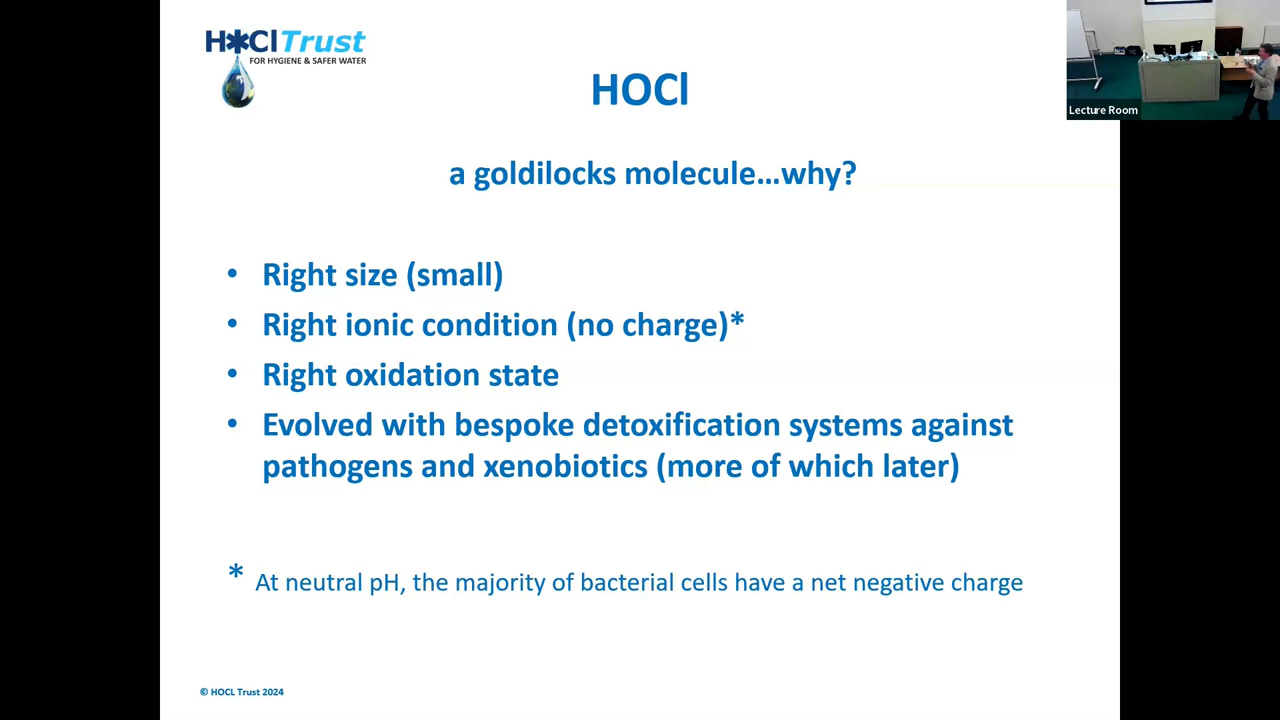 H*Cl Trust
FOR HYGIENE & SAFER WATER
Lecture Room
HOCl
a goldilocks molecule...why?
• Right size (small)
• Right ionic condition (no charge)*
• Right oxidation state
• Evolved with bespoke detoxification systems against
pathogens and xenobiotics (more of which later)
* At neutral pH, the majority of bacterial cells have a net negative charge
© HOCL Trust 2024